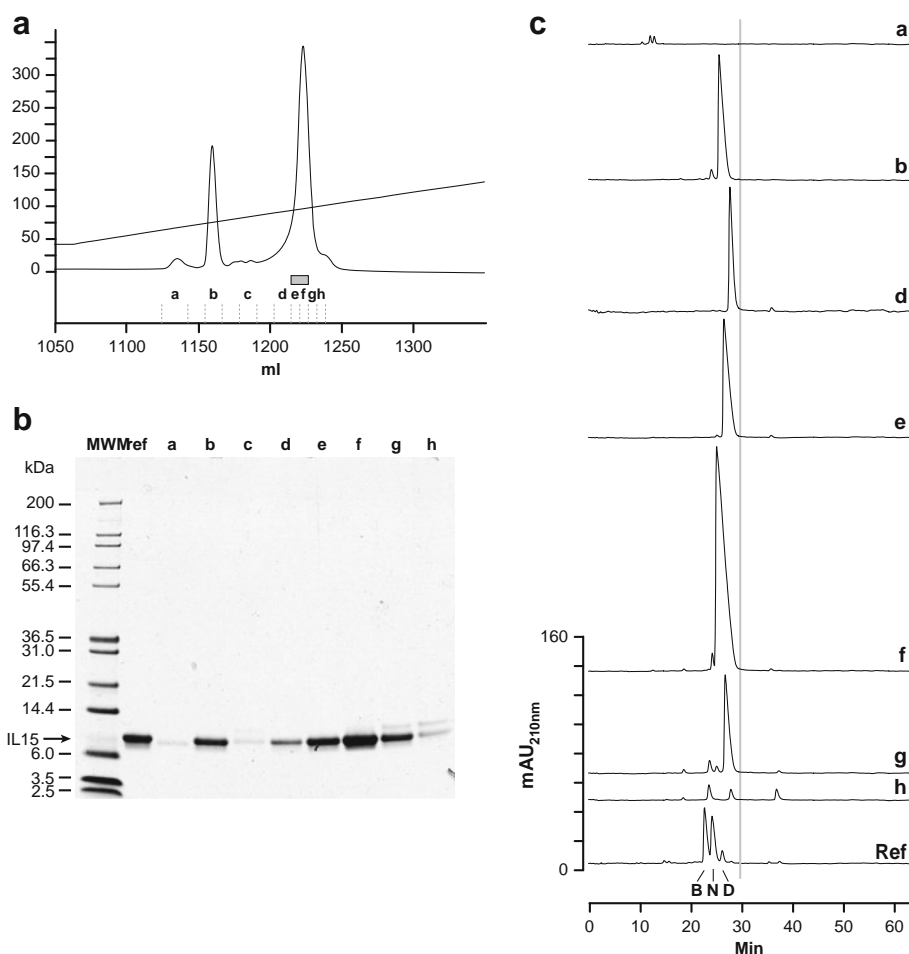 a
350
300
250
200
150
100
50
0
a b c d e f g h
1050 1100 1150 1200 1250 1300
ml
b
MWM ref a b c d e f g h
kDa
200
116.3
97.4
66.3
55.4
36.5
31.0
21.5
14.4
IL15
6.0
3.5
2.5
c
a
b
d
e
f
g
h
Ref
160
mAU210nm
0
B N D
0 10 20 30 40 50 60
Min